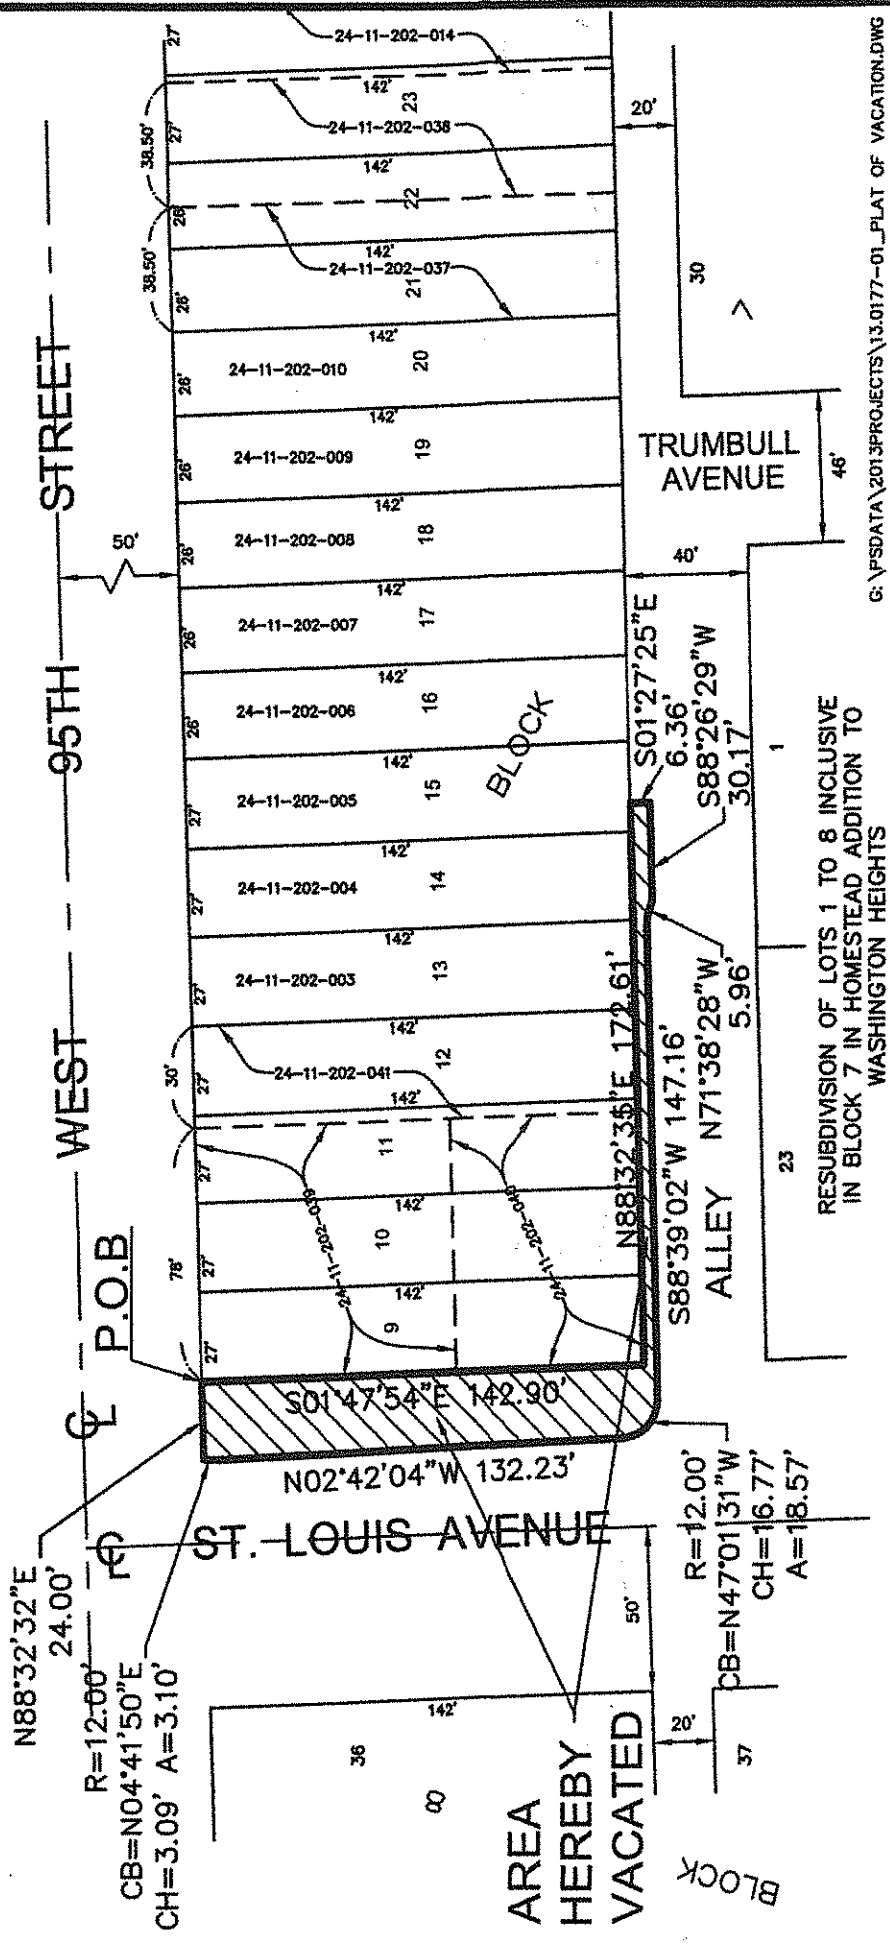 WEST 95TH STREET
50'
27'
38.50'
27'
38.50'
26'
26'
26'
26'
26'
26'
26'
26'
27'
27'
27'
30'
27'
27'
78'
27'
27'
24-11-202-014
142'
23
24-11-202-038
142'
22
142'
24-11-202-037
21
142'
24-11-202-010
20
142'
24-11-202-009
19
142'
24-11-202-008
18
142'
24-11-202-007
17
142'
24-11-202-006
16
142'
24-11-202-005
15
142'
24-11-202-004
14
142'
24-11-202-003
13
142'
24-11-202-041
12
142'
11
24-11-202-039
142'
10
24-11-202-040
142'
9
BLOCK
7
20'
30
TRUMBULL
AVENUE
46'
40'
S01°27'25"E
6.36'
S88°26'29"W
30.17'
1
N88°32'35"E 172.61'
S88°39'02"W 147.16'
N71°38'28"W
5.96'
ALLEY
23
RESUBDIVISION OF LOTS 1 TO 8 INCLUSIVE
IN BLOCK 7 IN HOMESTEAD ADDITION TO
WASHINGTON HEIGHTS
P.O.B
CL
S01°47'54"E 142.90'
N02°42'04"W 132.23'
CL
ST. LOUIS AVENUE
N88°32'32"E
24.00'
R=12.00'
CB=N04°41'50"E
CH=3.09' A=3.10'
R=12.00'
CB=N47°01'31"W
CH=16.77'
A=18.57'
50'
142'
36
8
20'
37
BLOCK
AREA
HEREBY
VACATED
G:\PSDATA\2013PROJECTS\13.0177-01_PLAT OF VACATION.DWG